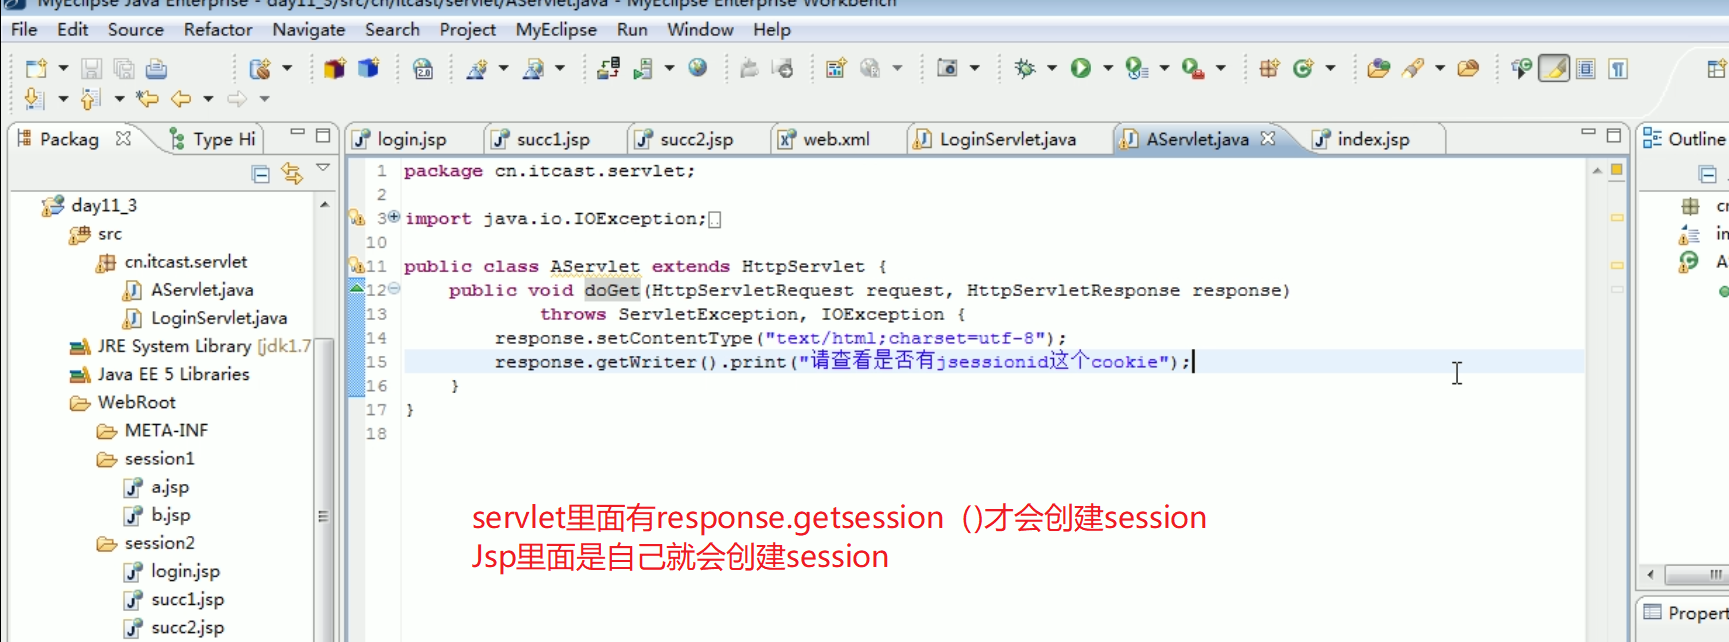 MyEclipse Java Enterprise - day11_3/src/cn/itcast/servlet/AServlet.java - MyEclipse Enterprise Workbench
File Edit Source Refactor Navigate Search Project MyEclipse Run Window Help
Packag Type Hi login.jsp succ1.jsp succ2.jsp web.xml LoginServlet.java AServlet.java index.jsp Outline
day11_3
src
cn.itcast.servlet
AServlet.java
LoginServlet.java
JRE System Library [jdk1.7
Java EE 5 Libraries
WebRoot
META-INF
session1
a.jsp
b.jsp
session2
login.jsp
succ1.jsp
succ2.jsp
1 package cn.itcast.servlet;
2
3 import java.io.IOException;
10
11 public class AServlet extends HttpServlet {
12 public void doGet(HttpServletRequest request, HttpServletResponse response)
13 throws ServletException, IOException {
14 response.setContentType("text/html;charset=utf-8");
15 response.getWriter().print("请查看是否有jsessionid这个cookie");
16 }
17 }
18
servlet里面有response.getsession（)才会创建session
Jsp里面是自己就会创建session
Propert